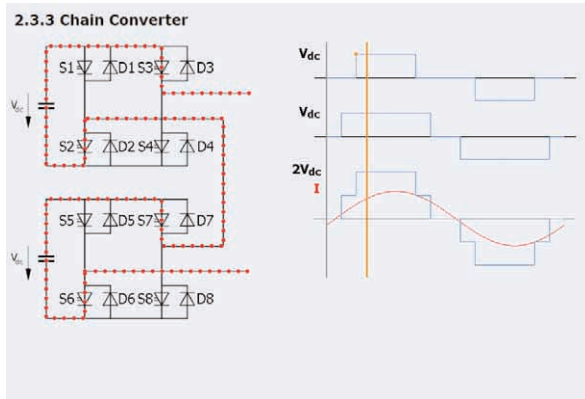 2.3.3 Chain Converter
S1 D1 S3 D3
Vdc
S2 D2 S4 D4
S5 D5 S7 D7
Vdc
S6 D6 S8 D8
Vdc
Vdc
2Vdc
I